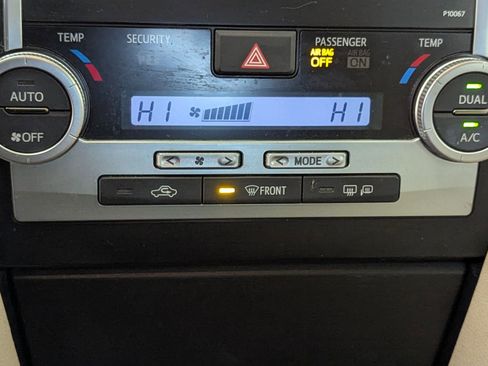 P10067
TEMP SECURITY PASSENGER TEMP
AIR BAG AIR BAG
OFF ON
AUTO DUAL
HI HI
OFF A/C
MODE
FRONT